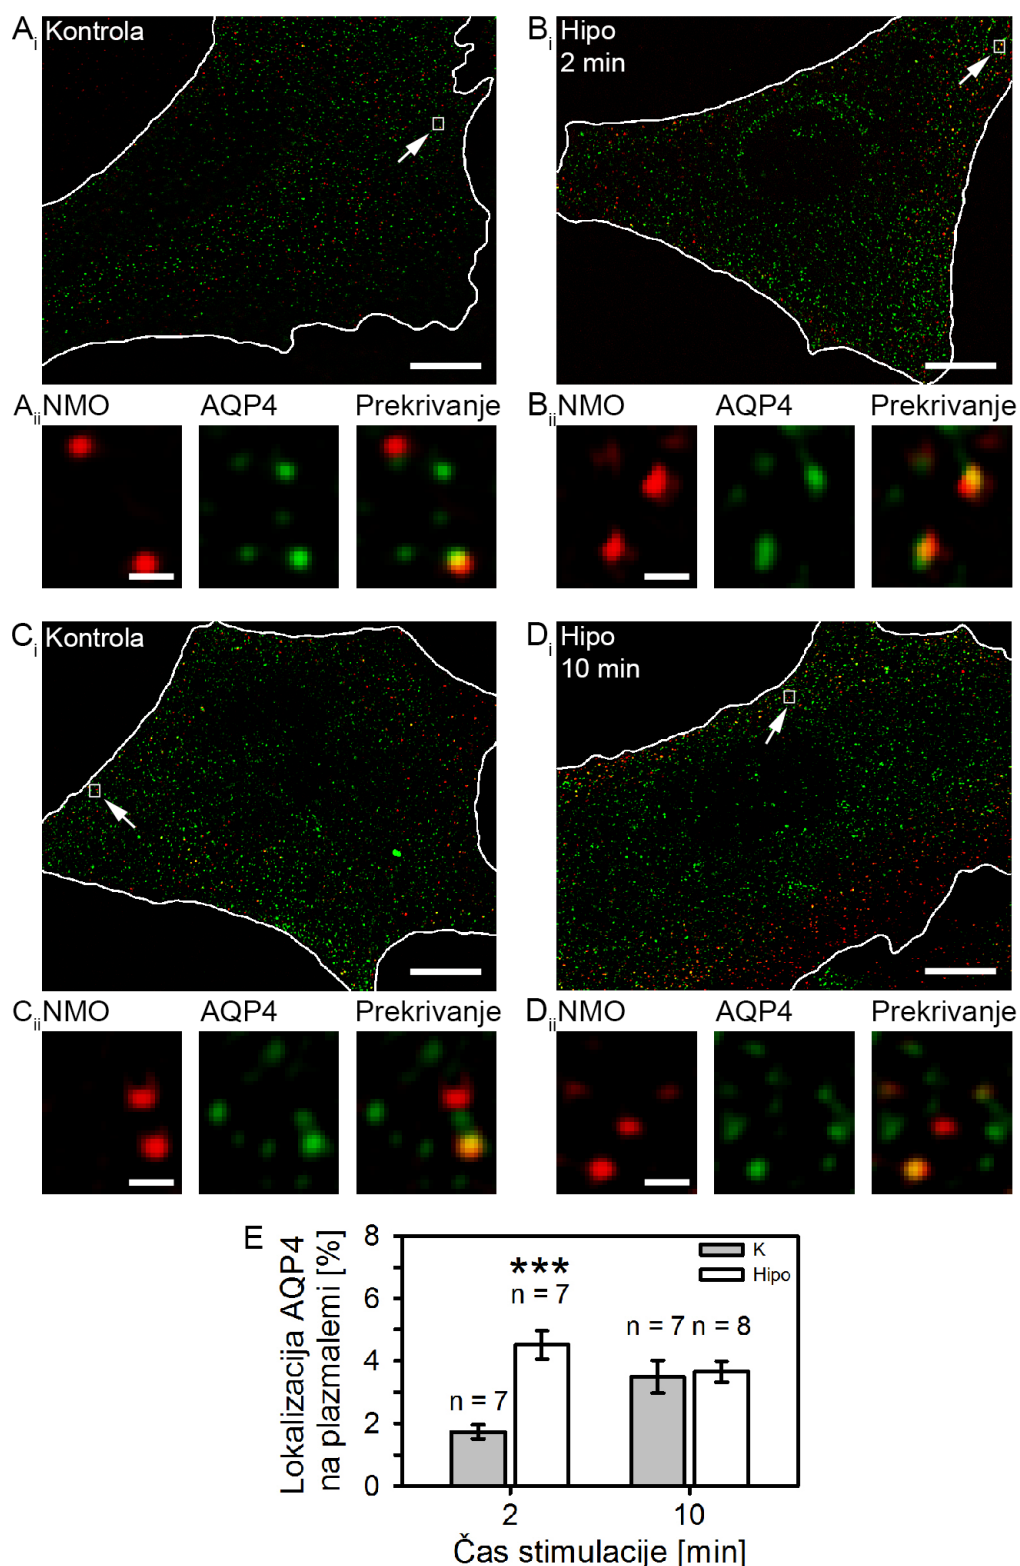 Ai Kontrola
Bi Hipo
2 min
Aii NMO AQP4 Prekrivanje
Bii NMO AQP4 Prekrivanje
Ci Kontrola
Di Hipo
10 min
Cii NMO AQP4 Prekrivanje
Dii NMO AQP4 Prekrivanje
E
Lokalizacija AQP4
na plazmalemi [%]
8
6
4
2
0
K
Hipo
***
n = 7
n = 7
n = 7 n = 8
2 10
Čas stimulacije [min]